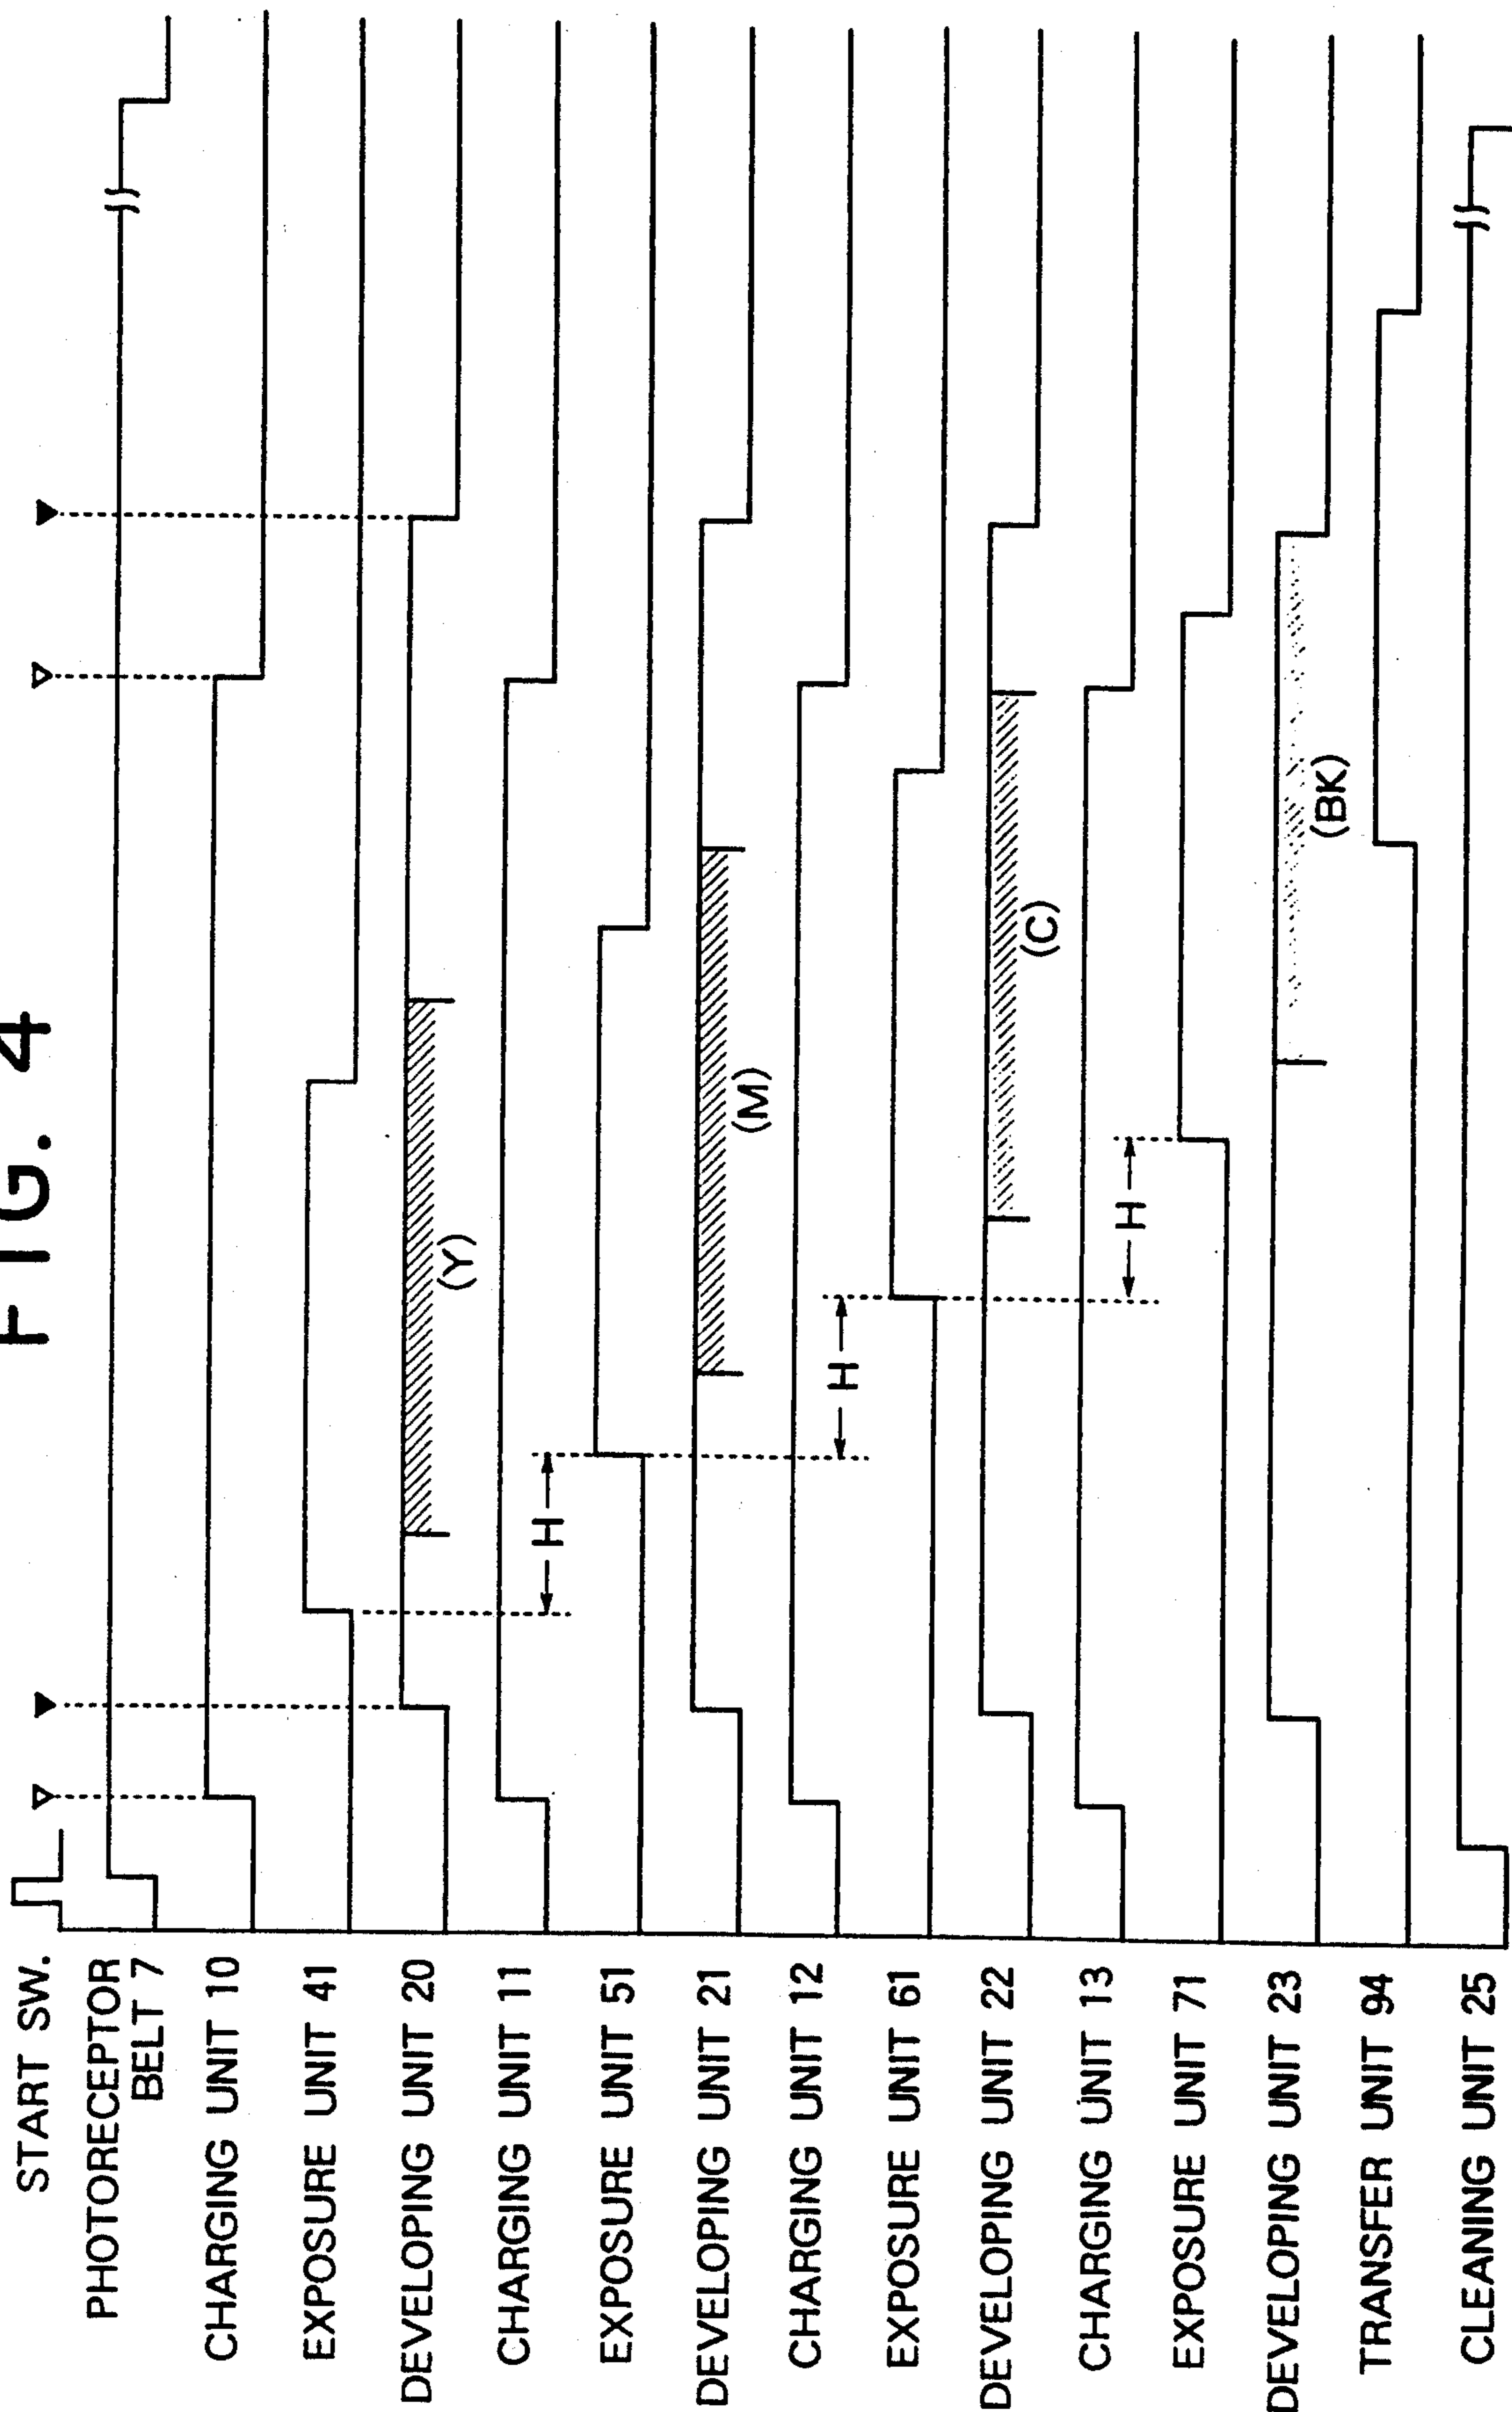 FIG. 4
START SW.
PHOTORECEPTOR
BELT 7
CHARGING UNIT 10
EXPOSURE UNIT 41
DEVELOPING UNIT 20
(Y)
CHARGING UNIT 11
H
EXPOSURE UNIT 51
DEVELOPING UNIT 21
(M)
CHARGING UNIT 12
H
EXPOSURE UNIT 61
DEVELOPING UNIT 22
(C)
CHARGING UNIT 13
H
EXPOSURE UNIT 71
DEVELOPING UNIT 23
(BK)
TRANSFER UNIT 94
CLEANING UNIT 25